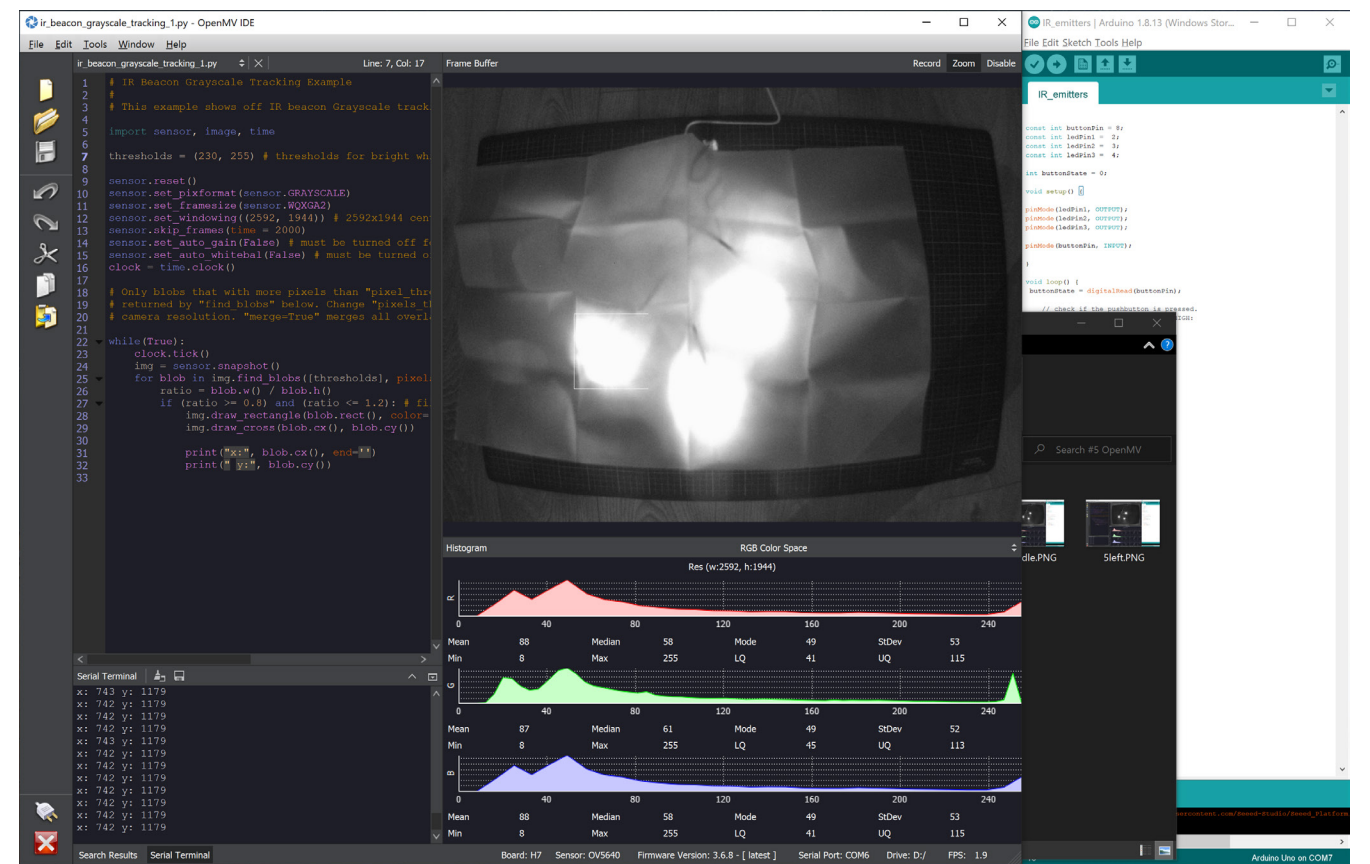 ir_beacon_grayscale_tracking_1.py - OpenMV IDE
File Edit Tools Window Help
ir_beacon_grayscale_tracking_1.py
Line: 7, Col: 17
1 # IR Beacon Grayscale Tracking Example
2 #
3 # This example shows off IR beacon Grayscale track
4
5 import sensor, image, time
6
7 thresholds = (230, 255) # thresholds for bright wh
8
9 sensor.reset()
10 sensor.set_pixformat(sensor.GRAYSCALE)
11 sensor.set_framesize(sensor.WQXGA2)
12 sensor.set_windowing((2592, 1944)) # 2592x1944 cen
13 sensor.skip_frames(time = 2000)
14 sensor.set_auto_gain(False) # must be turned off f
15 sensor.set_auto_whitebal(False) # must be turned o
16 clock = time.clock()
17
18 # Only blobs that with more pixels than "pixel_thr
19 # returned by "find_blobs" below. Change "pixels_t
20 # camera resolution. "merge=True" merges all overl
21
22 while(True):
23 clock.tick()
24 img = sensor.snapshot()
25 for blob in img.find_blobs([thresholds], pixel
26 ratio = blob.w() / blob.h()
27 if (ratio >= 0.8) and (ratio <= 1.2): # fi
28 img.draw_rectangle(blob.rect(), color=
29 img.draw_cross(blob.cx(), blob.cy())
30
31 print("x:", blob.cx(), end='')
32 print(" y:", blob.cy())
33
Serial Terminal
x: 743 y: 1179
x: 742 y: 1179
x: 742 y: 1179
x: 742 y: 1179
x: 743 y: 1179
x: 742 y: 1179
x: 742 y: 1179
x: 742 y: 1179
x: 742 y: 1179
x: 742 y: 1179
x: 742 y: 1179
x: 742 y: 1179
x: 742 y: 1179
Search Results Serial Terminal
Frame Buffer
Record Zoom Disable
Histogram
RGB Color Space
Res (w:2592, h:1944)
R
0 40 80 120 160 200 240
Mean 88 Median 58 Mode 49 StDev 53
Min 8 Max 255 LQ 41 UQ 115
G
0 40 80 120 160 200 240
Mean 87 Median 61 Mode 49 StDev 52
Min 8 Max 255 LQ 45 UQ 113
B
0 40 80 120 160 200 240
Mean 88 Median 58 Mode 49 StDev 53
Min 8 Max 255 LQ 41 UQ 115
Board: H7 Sensor: OV5640 Firmware Version: 3.6.8 - [ latest ] Serial Port: COM6 Drive: D:/ FPS: 1.9
IR_emitters | Arduino 1.8.13 (Windows Stor...
File Edit Sketch Tools Help
IR_emitters
const int buttonPin = 8;
const int ledPin1 = 2;
const int ledPin2 = 3;
const int ledPin3 = 4;
int buttonState = 0;
void setup() {
pinMode(ledPin1, OUTPUT);
pinMode(ledPin2, OUTPUT);
pinMode(ledPin3, OUTPUT);
pinMode(buttonPin, INPUT);
}
void loop() {
buttonState = digitalRead(buttonPin);
// check if the pushbutton is pressed.
IGH:
Search #5 OpenMV
dle.PNG
5left.PNG
Arduino Uno on COM7